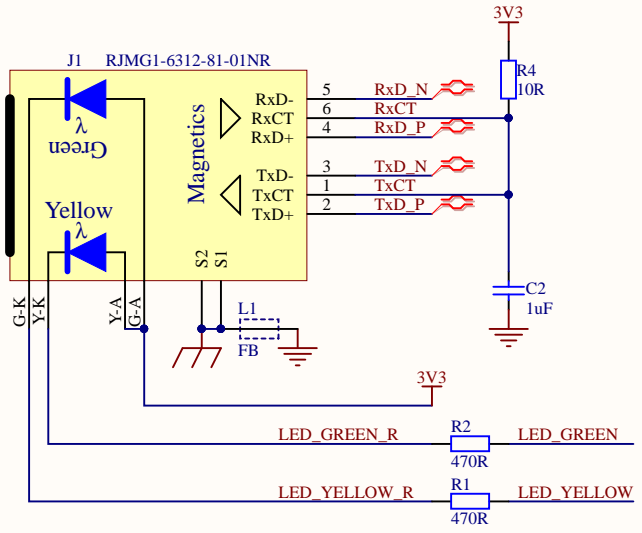 3V3
J1 RJMG1-6312-81-01NR
R4
10R
RxD- 5 RxD_N
RxCT 6 RxCT
RxD+ 4 RxD_P
λ
Green
Magnetics
TxD- 3 TxD_N
TxCT 1 TxCT
TxD+ 2 TxD_P
Yellow
λ
S2
S1
C2
1uF
G-K
Y-K
Y-A
G-A
L1
FB
3V3
LED_GREEN_R R2 LED_GREEN
470R
LED_YELLOW_R R1 LED_YELLOW
470R